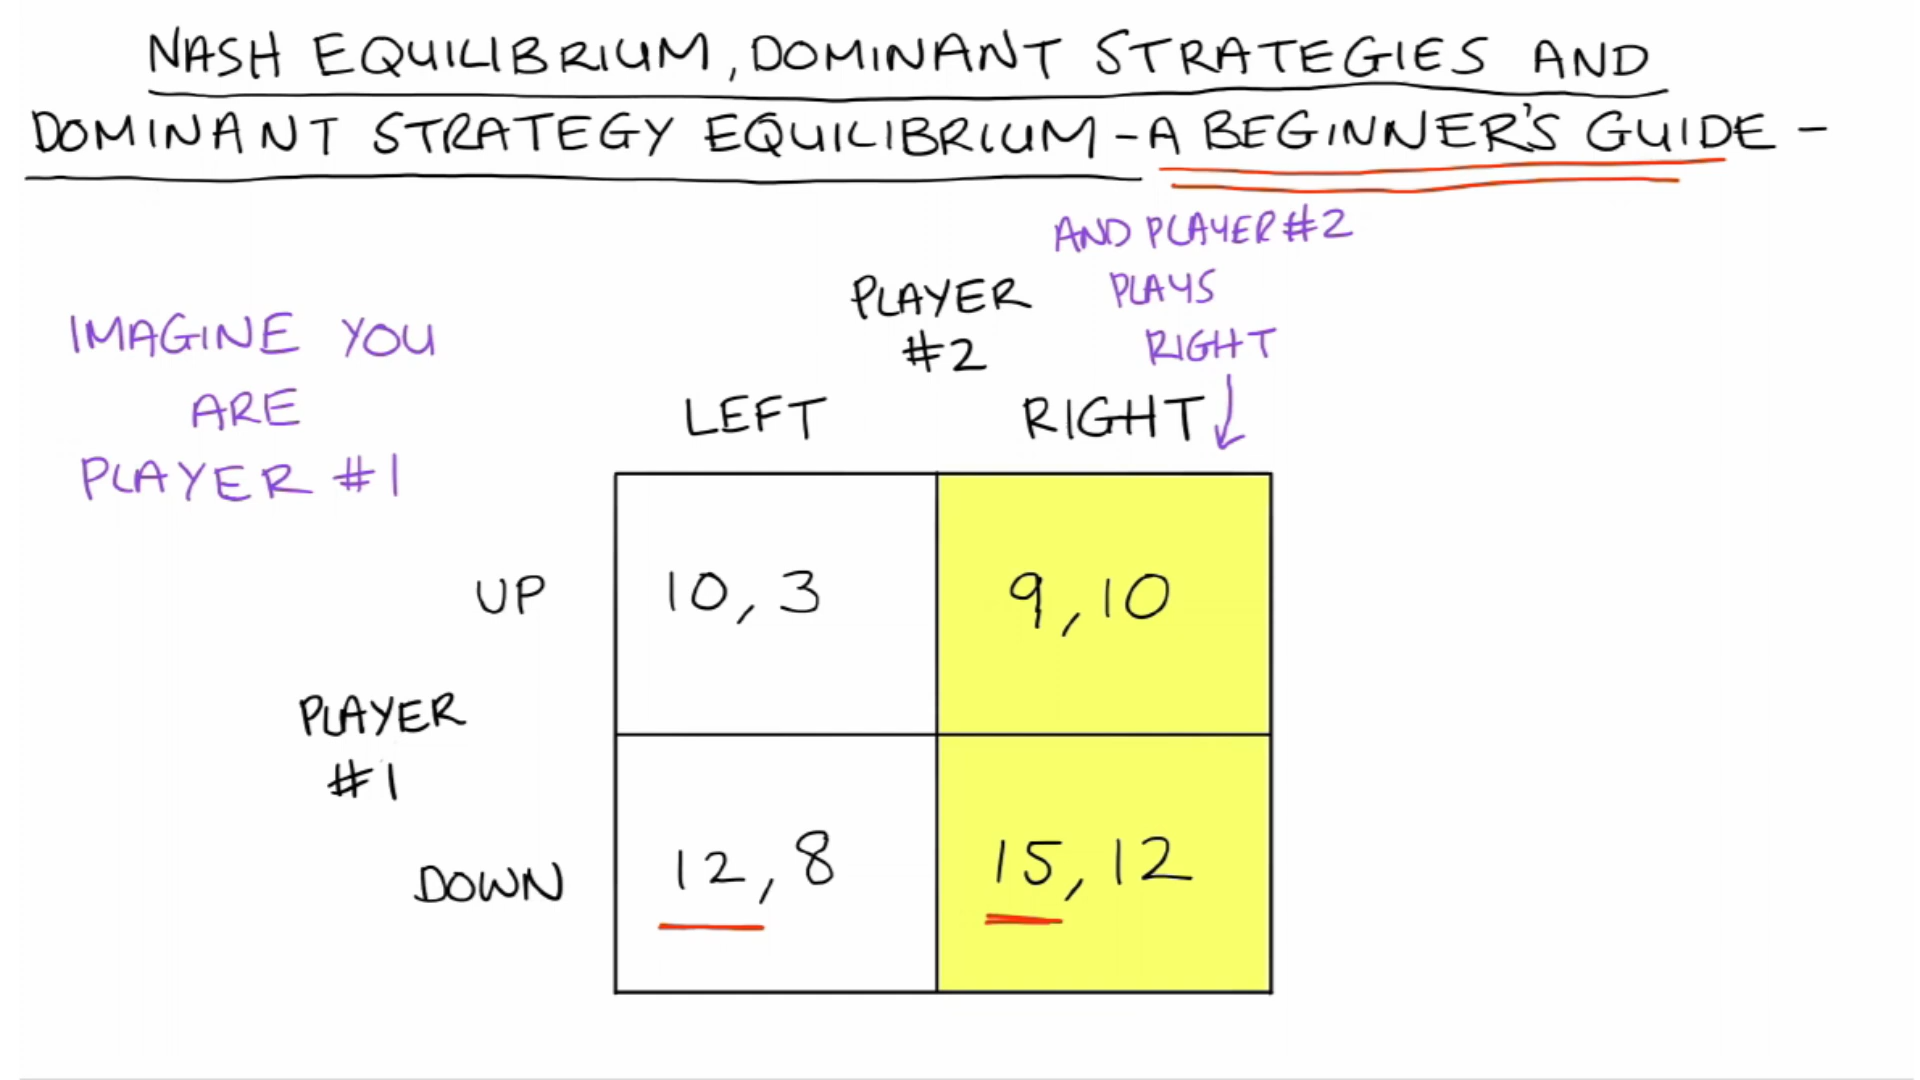 NASH EQUILIBRIUM, DOMINANT STRATEGIES AND
DOMINANT STRATEGY EQUILIBRIUM - A BEGINNER'S GUIDE -
AND PLAYER #2
PLAYS
RIGHT
IMAGINE YOU
ARE
PLAYER #1
PLAYER
#2
LEFT RIGHT
UP 10, 3 9, 10
PLAYER
#1
DOWN 12, 8 15, 12